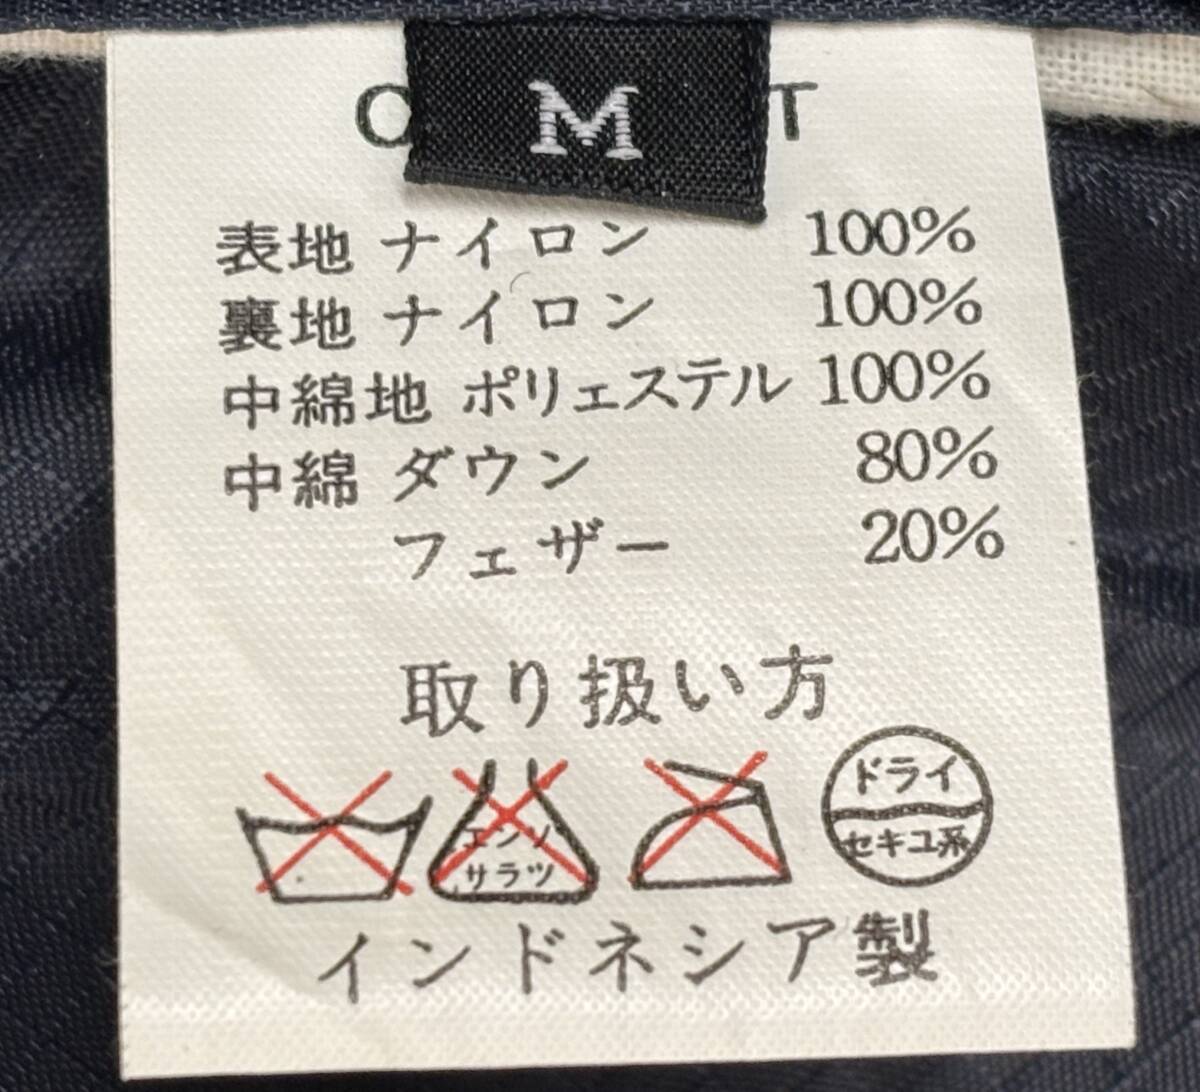 M
表地 ナイロン 100%
裏地 ナイロン 100%
中綿地 ポリエステル 100%
中綿 ダウン 80%
フェザー 20%
取り扱い方
エンソ
サラツ
ドライ
セキユ系
インドネシア製